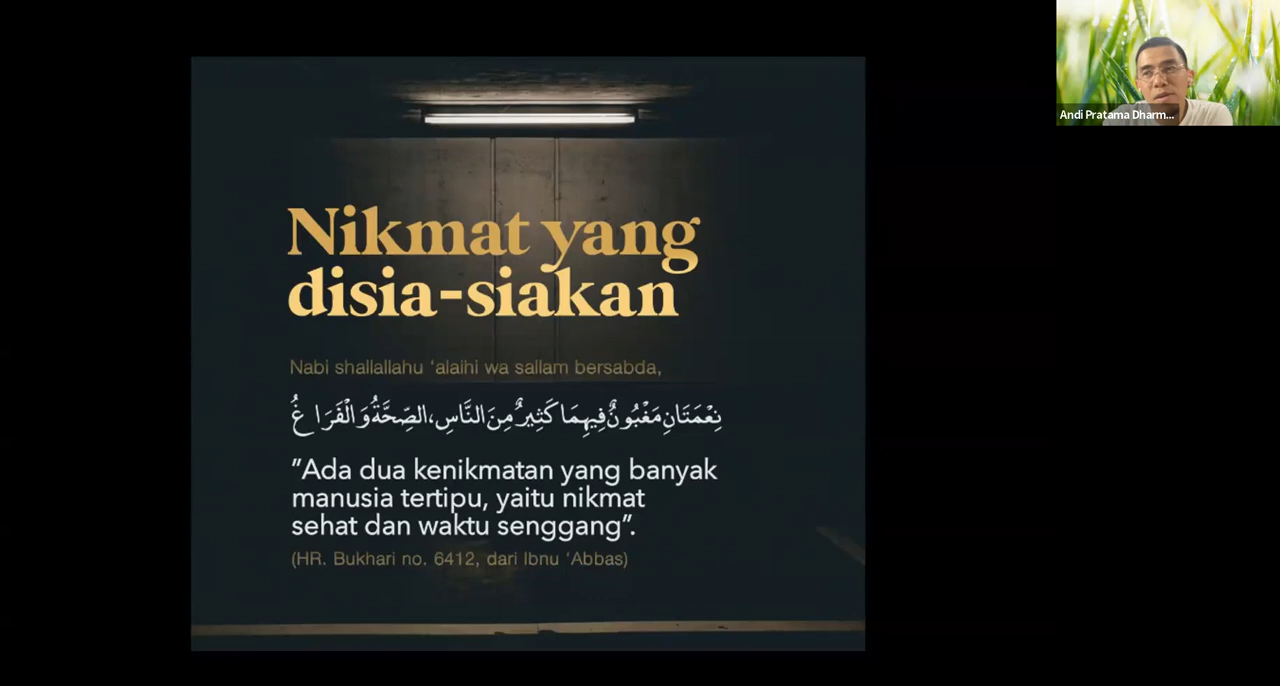 Nikmat yang
disia-siakan
Nabi shallallahu ‘alaihi wa sallam bersabda,
نِعْمَتَانِ مَغْبُونٌ فِيهِمَا كَثِيرٌ مِنَ النَّاسِ، الصِّحَّةُ وَ الْفَرَا غُ
”Ada dua kenikmatan yang banyak
manusia tertipu, yaitu nikmat
sehat dan waktu senggang”.
(HR. Bukhari no. 6412, dari Ibnu ‘Abbas)
Andi Pratama Dharm...